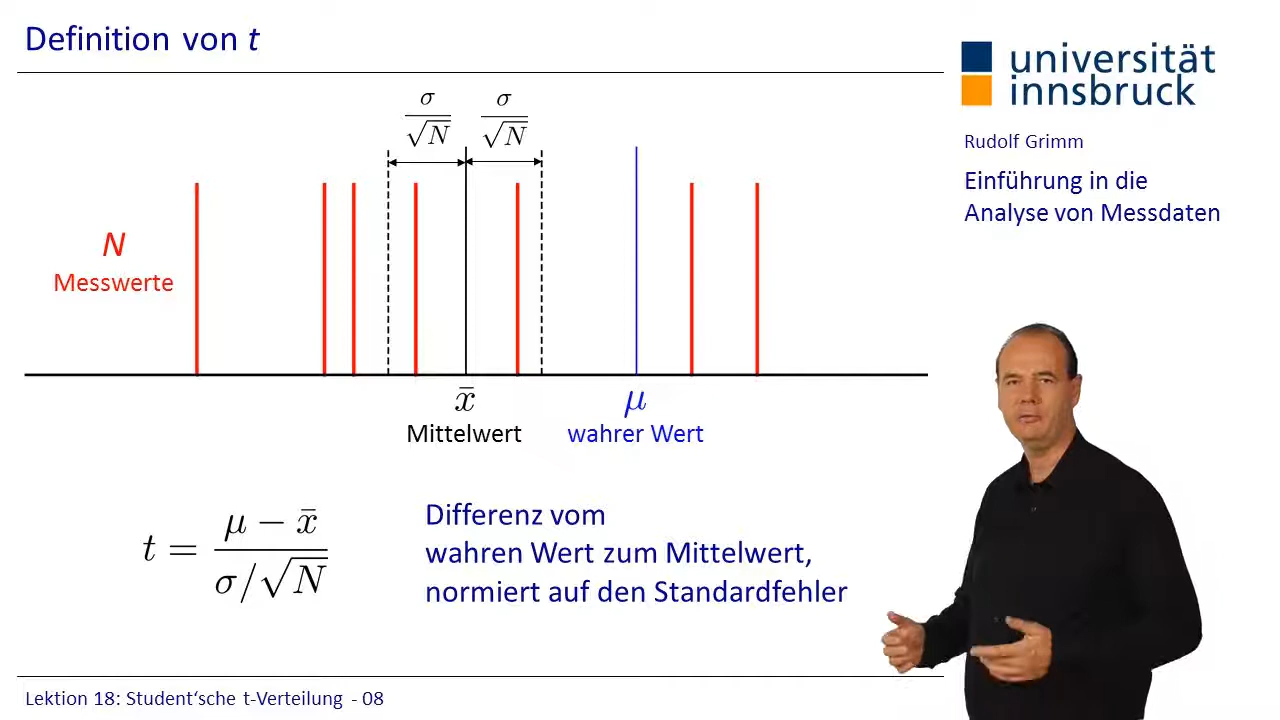 Definition von t
universität
innsbruck
Rudolf Grimm
Einführung in die
Analyse von Messdaten
σ/√N σ/√N
N
Messwerte
x̄ μ
Mittelwert wahrer Wert
t = (μ − x̄)/(σ/√N)
Differenz vom
wahren Wert zum Mittelwert,
normiert auf den Standardfehler
Lektion 18: Student‘sche t-Verteilung - 08